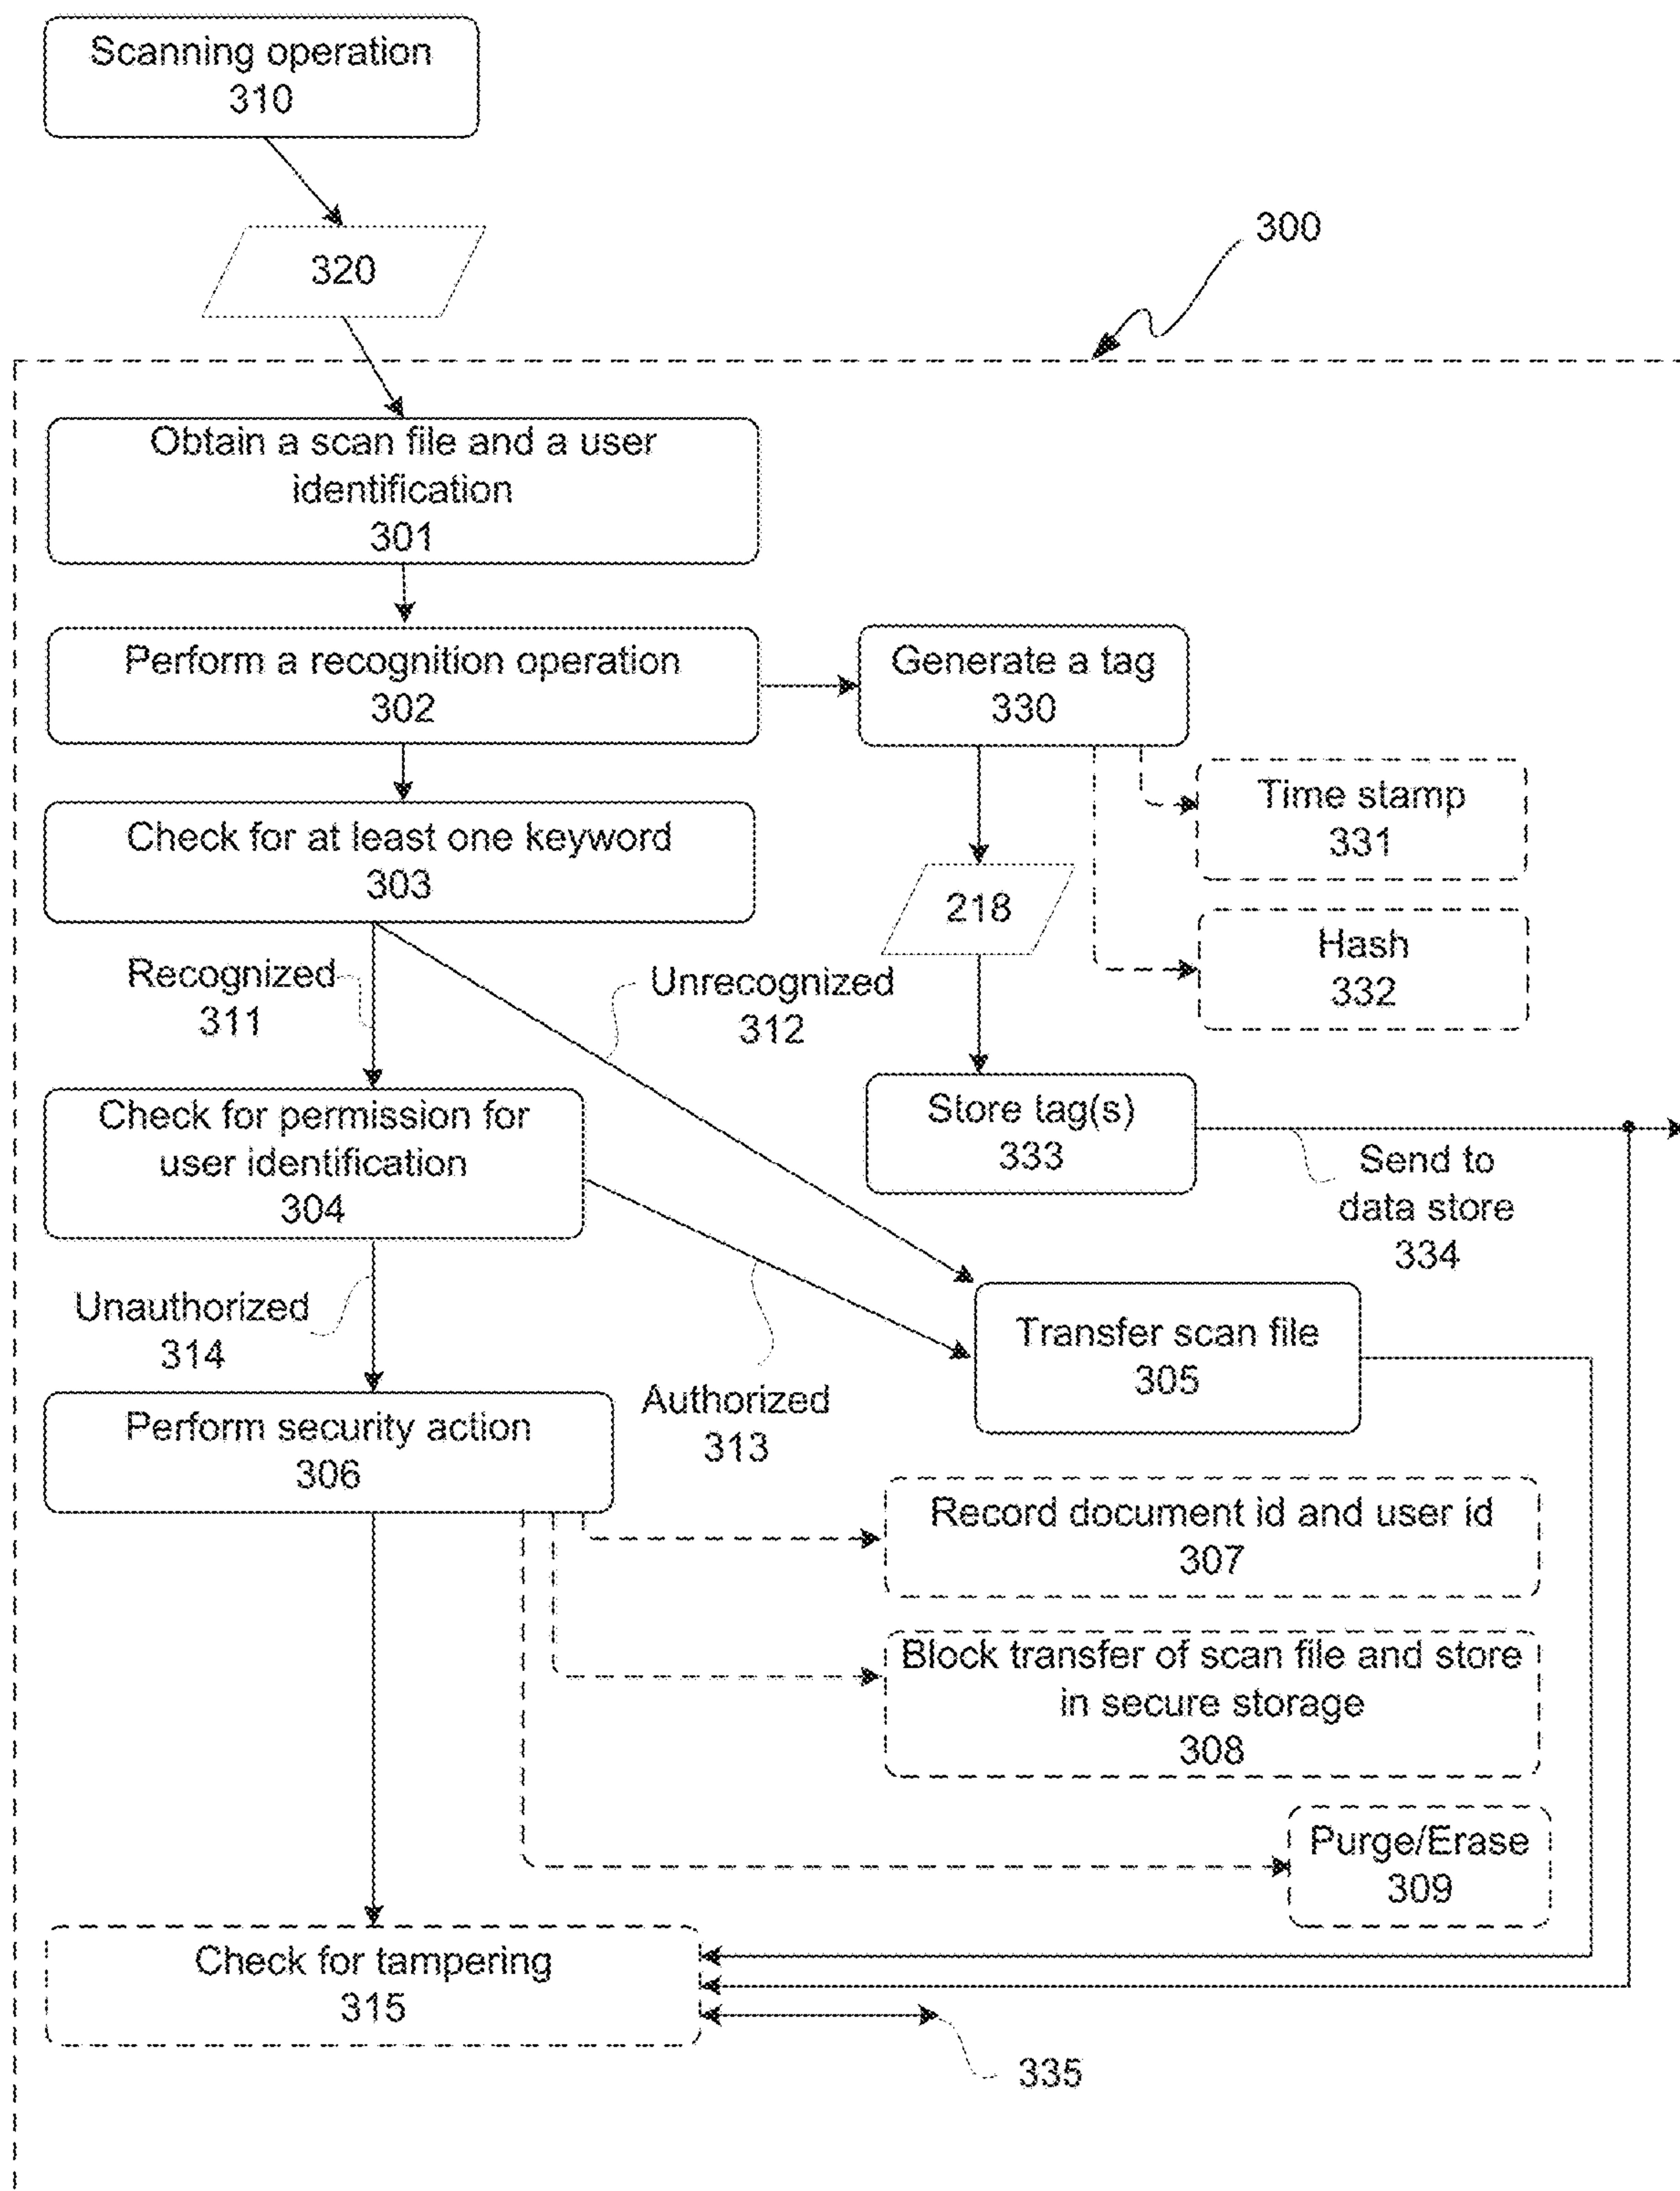 Scanning operation
310
320
300
Obtain a scan file and a user
identification
301
Perform a recognition operation
302
Generate a tag
330
Time stamp
331
Check for at least one keyword
303
218
Hash
332
Recognized
311
Unrecognized
312
Check for permission for
user identification
304
Store tag(s)
333
Send to
data store
334
Unauthorized
314
Transfer scan file
305
Authorized
313
Perform security action
306
Record document id and user id
307
Block transfer of scan file and store
in secure storage
308
Purge/Erase
309
Check for tampering
315
335